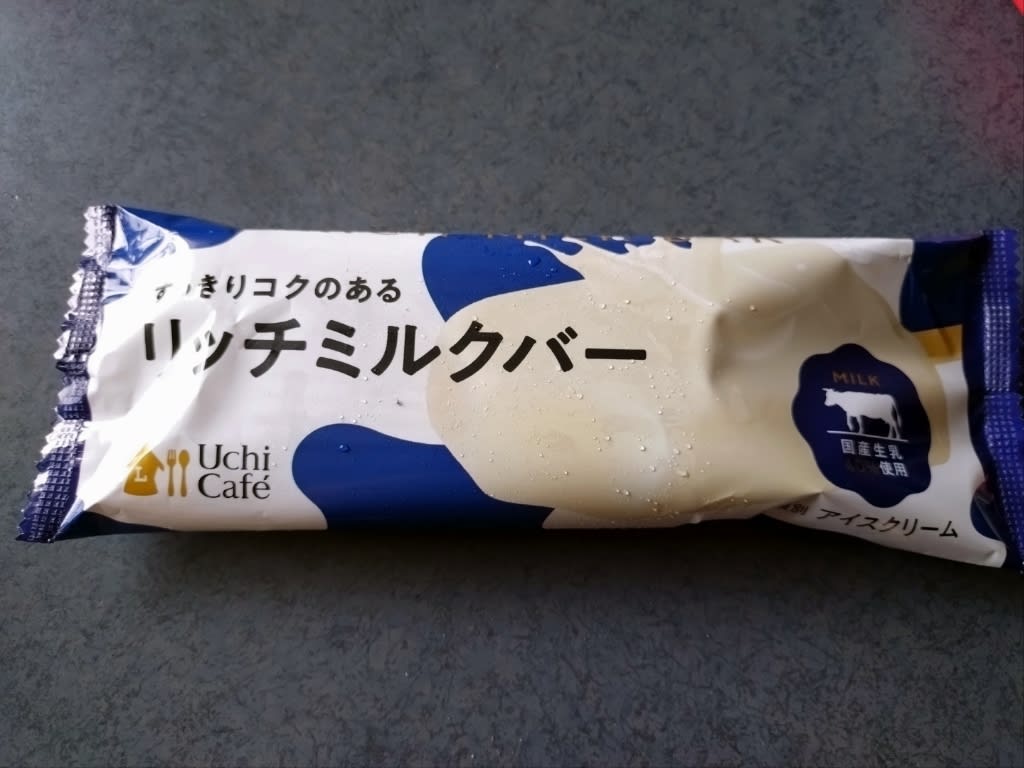 すっきりコクのある
リッチミルクバー
Uchi
Café
MILK
国産生乳
使用
アイスクリーム